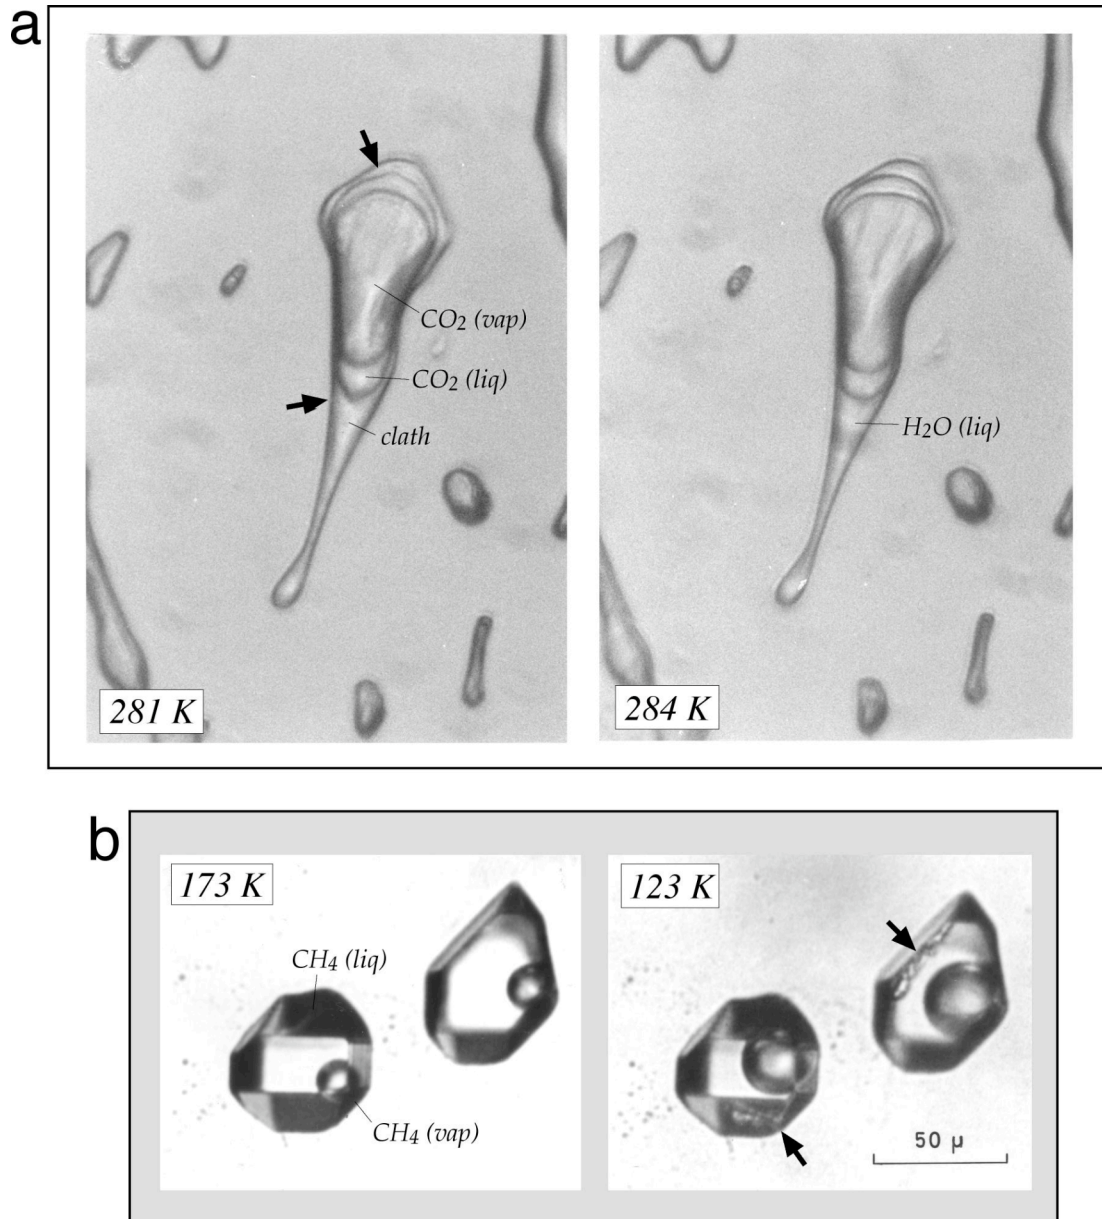 a
CO2 (vap)
CO2 (liq)
clath
281 K
H2O (liq)
284 K
b
173 K
CH4 (liq)
CH4 (vap)
123 K
50 µ